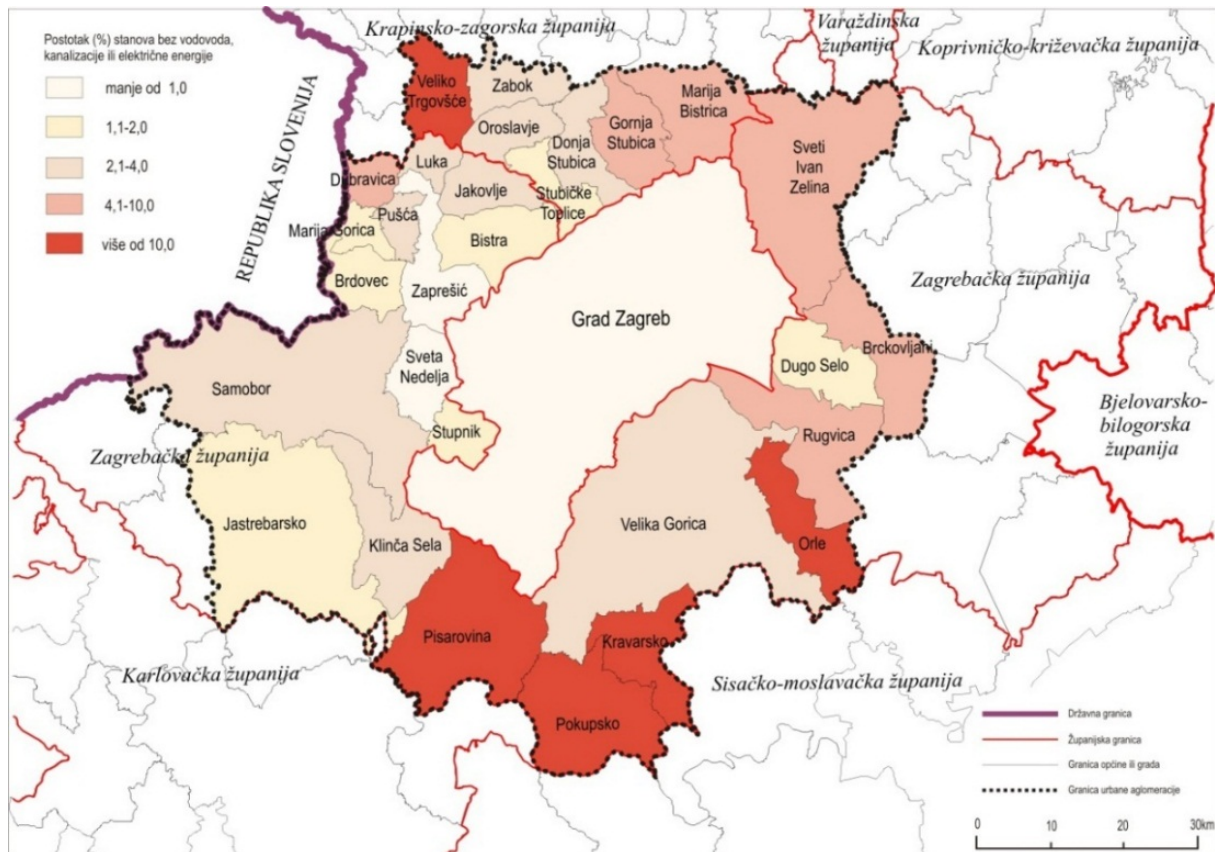 Postotak (%) stanova bez vodovoda,
kanalizacije ili električne energije
manje od 1,0
1,1-2,0
2,1-4,0
4,1-10,0
više od 10,0
REPUBLIKA SLOVENIJA
Krapinsko-zagorska županija
Varaždinska
županija
Koprivničko-križevačka županija
Veliko
Trgovšće
Zabok
Oroslavje
Donja
Stubica
Gornja
Stubica
Marija
Bistrica
Sveti
Ivan
Zelina
Luka
Dubravica
Jakovlje
Stubičke
Toplice
Pušća
Marija Gorica
Bistra
Brdovec
Zaprešić
Zagrebačka županija
Grad Zagreb
Brckovljani
Dugo Selo
Sveta
Nedelja
Samobor
Stupnik
Rugvica
Bjelovarsko-
bilogorska
županija
Zagrebačka županija
Jastrebarsko
Klinča Sela
Velika Gorica
Orle
Pisarovina
Kravarsko
Karlovačka županija
Sisačko-moslavačka županija
Pokupsko
Državna granica
Županijska granica
Granica općine ili grada
Granica urbane aglomeracije
0 10 20 30km